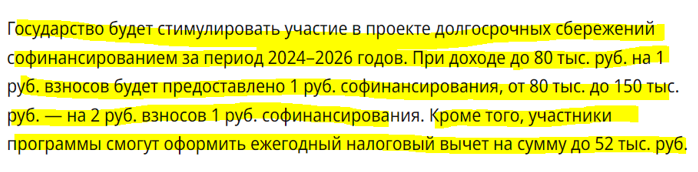 Государство будет стимулировать участие в проекте долгосрочных сбережений
софинансированием за период 2024–2026 годов. При доходе до 80 тыс. руб. на 1
руб. взносов будет предоставлено 1 руб. софинансирования, от 80 тыс. до 150 тыс.
руб. — на 2 руб. взносов 1 руб. софинансирования. Кроме того, участники
программы смогут оформить ежегодный налоговый вычет на сумму до 52 тыс. руб.